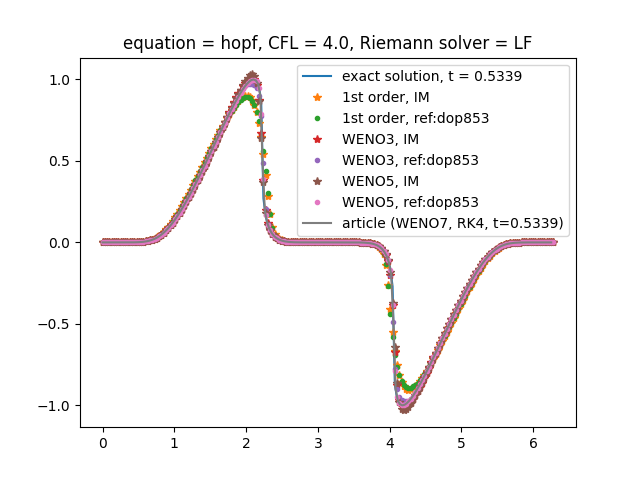 equation = hopf, CFL = 4.0, Riemann solver = LF
exact solution, t = 0.5339
1st order, IM
1st order, ref:dop853
WENO3, IM
WENO3, ref:dop853
WENO5, IM
WENO5, ref:dop853
article (WENO7, RK4, t=0.5339)
1.0
0.5
0.0
−0.5
−1.0
0 1 2 3 4 5 6